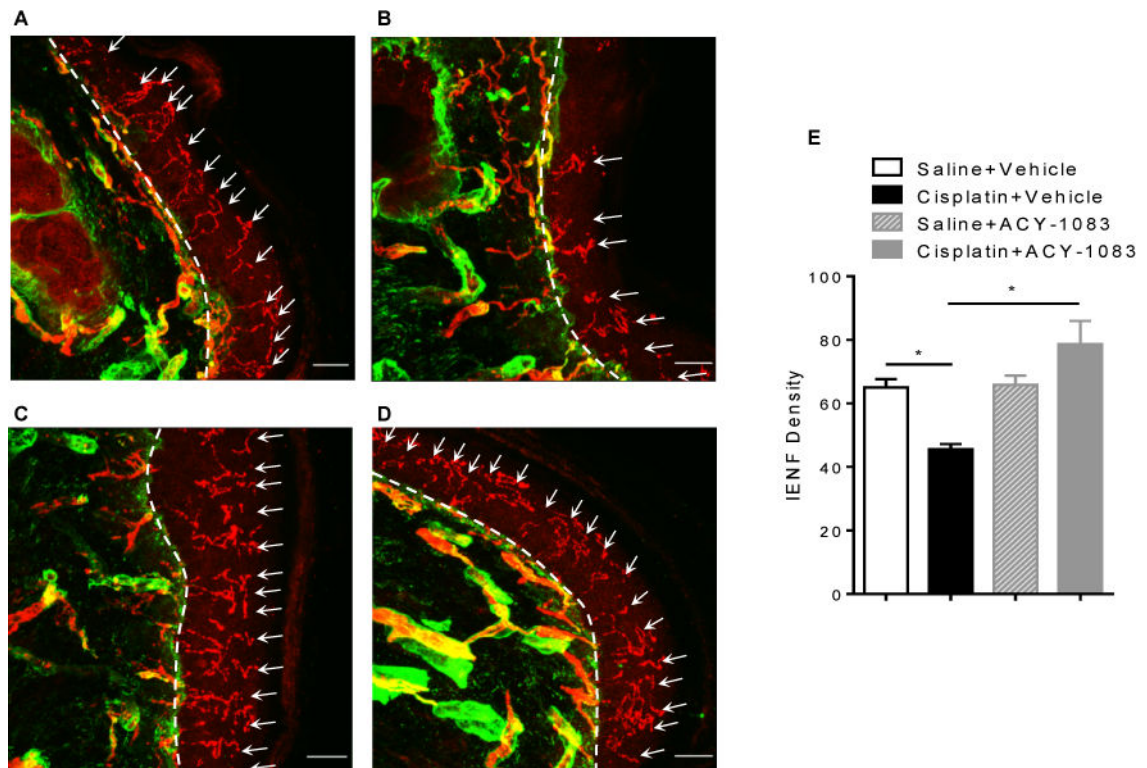 A
B
C
D
E
Saline+Vehicle
Cisplatin+Vehicle
Saline+ACY-1083
Cisplatin+ACY-1083
IENF Density
100
80
60
40
20
0
*
*